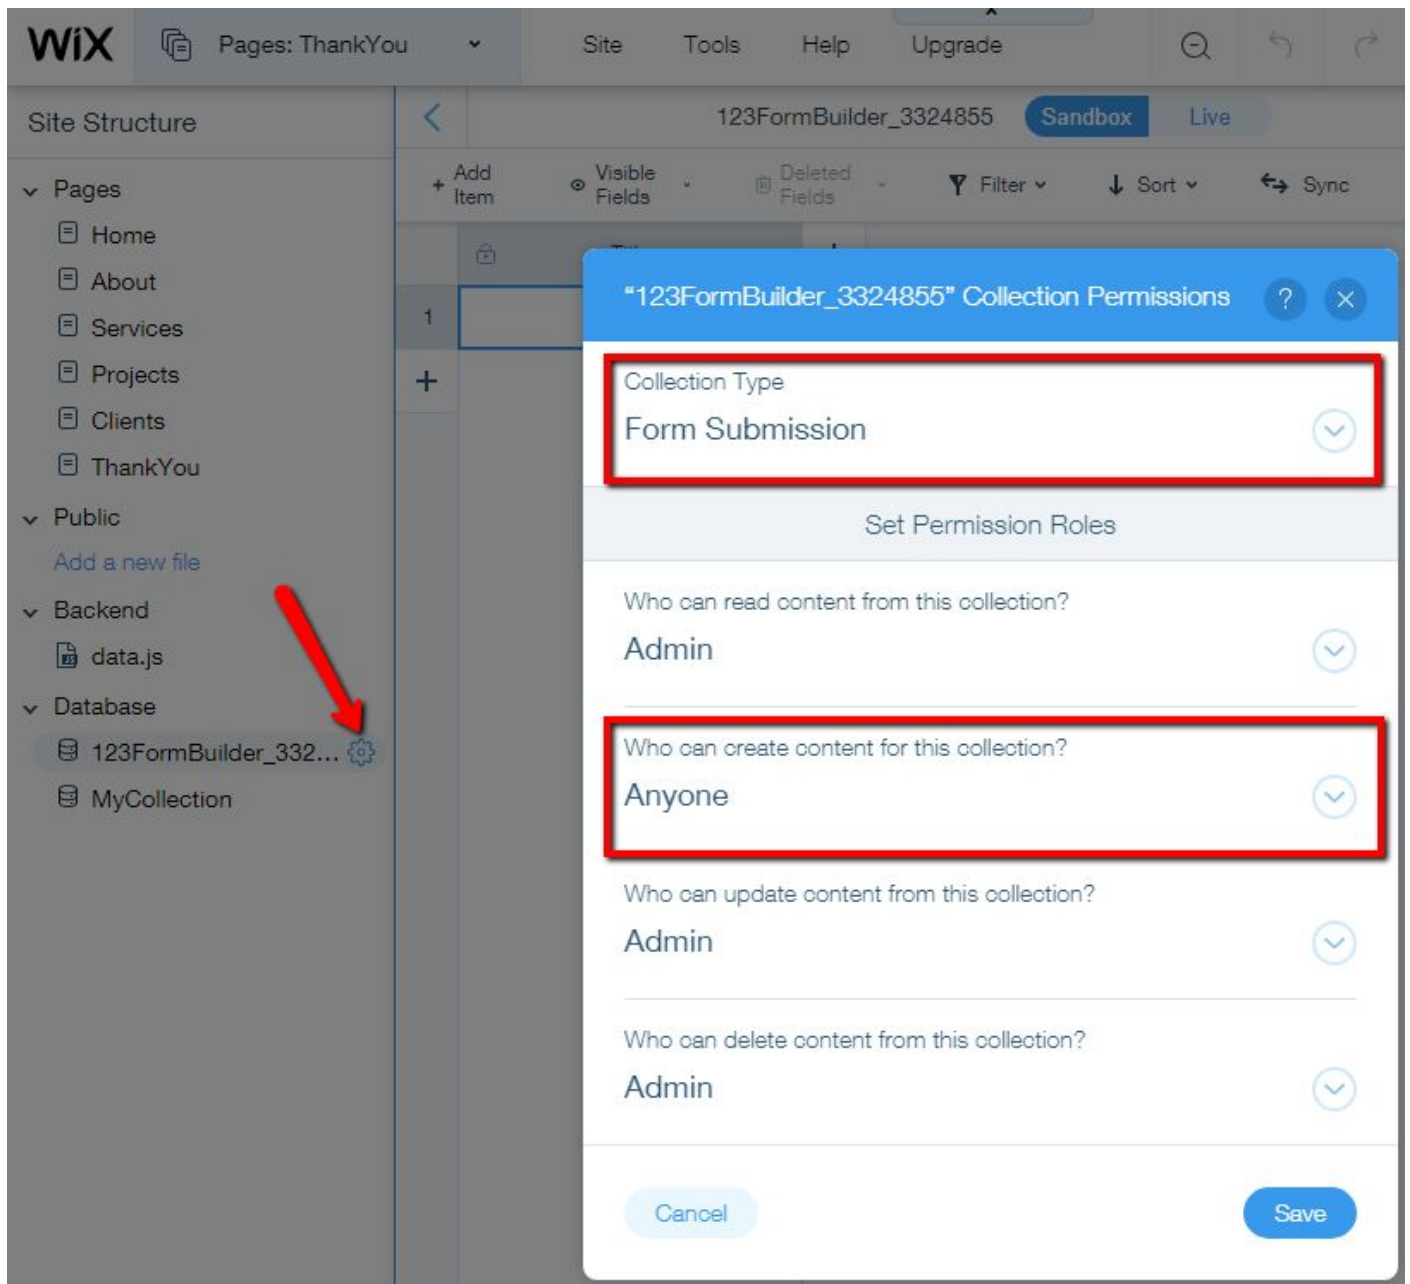 WiX
Pages: ThankYou
Site
Tools
Help
Upgrade
Site Structure
123FormBuilder_3324855
Sandbox
Live
Add
Item
Visible
Fields
Deleted
Fields
Filter
Sort
Sync
Pages
Home
About
Services
Projects
Clients
ThankYou
Public
Add a new file
Backend
data.js
Database
123FormBuilder_332...
MyCollection
1
“123FormBuilder_3324855” Collection Permissions
?
Collection Type
Form Submission
Set Permission Roles
Who can read content from this collection?
Admin
Who can create content for this collection?
Anyone
Who can update content from this collection?
Admin
Who can delete content from this collection?
Admin
Cancel
Save